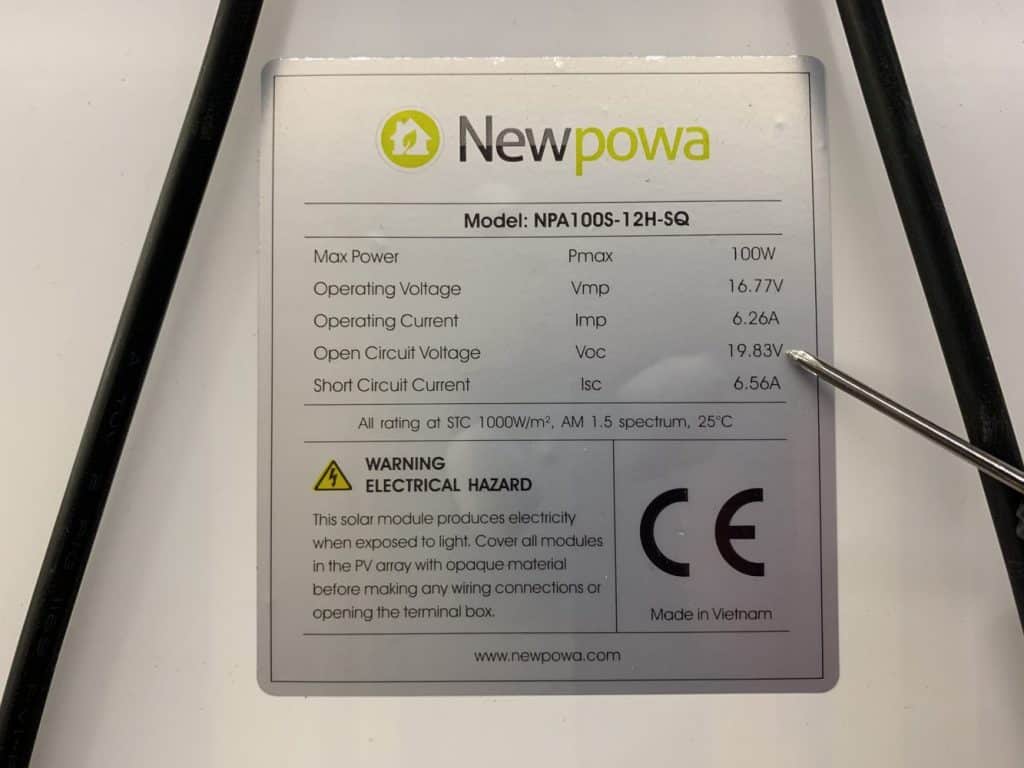 Newpowa
Model: NPA100S-12H-SQ
Max Power Pmax 100W
Operating Voltage Vmp 16.77V
Operating Current Imp 6.26A
Open Circuit Voltage Voc 19.83V
Short Circuit Current Isc 6.56A
All rating at STC 1000W/m², AM 1.5 spectrum, 25°C
WARNING
ELECTRICAL HAZARD
This solar module produces electricity
when exposed to light. Cover all modules
in the PV array with opaque material
before making any wiring connections or
opening the terminal box.
CE
Made in Vietnam
www.newpowa.com